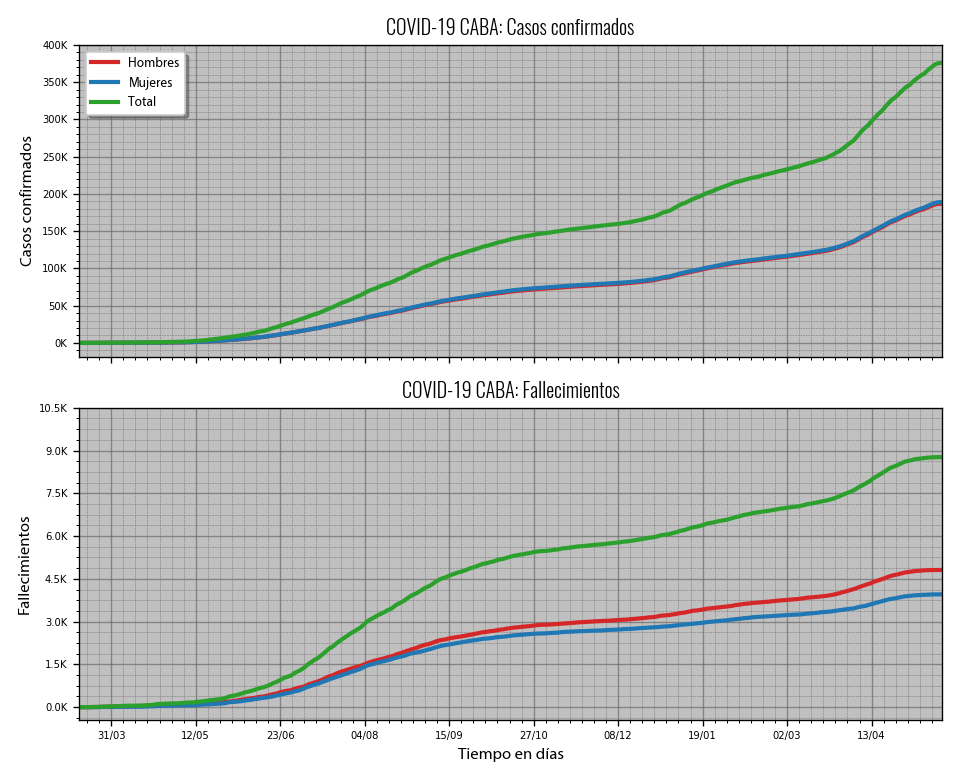 COVID-19 CABA: Casos confirmados
400K
350K
300K
250K
200K
150K
100K
50K
0K
Casos confirmados
Hombres
Mujeres
Total
COVID-19 CABA: Fallecimientos
10.5K
9.0K
7.5K
6.0K
4.5K
3.0K
1.5K
0.0K
Fallecimientos
31/03 12/05 23/06 04/08 15/09 27/10 08/12 19/01 02/03 13/04
Tiempo en días